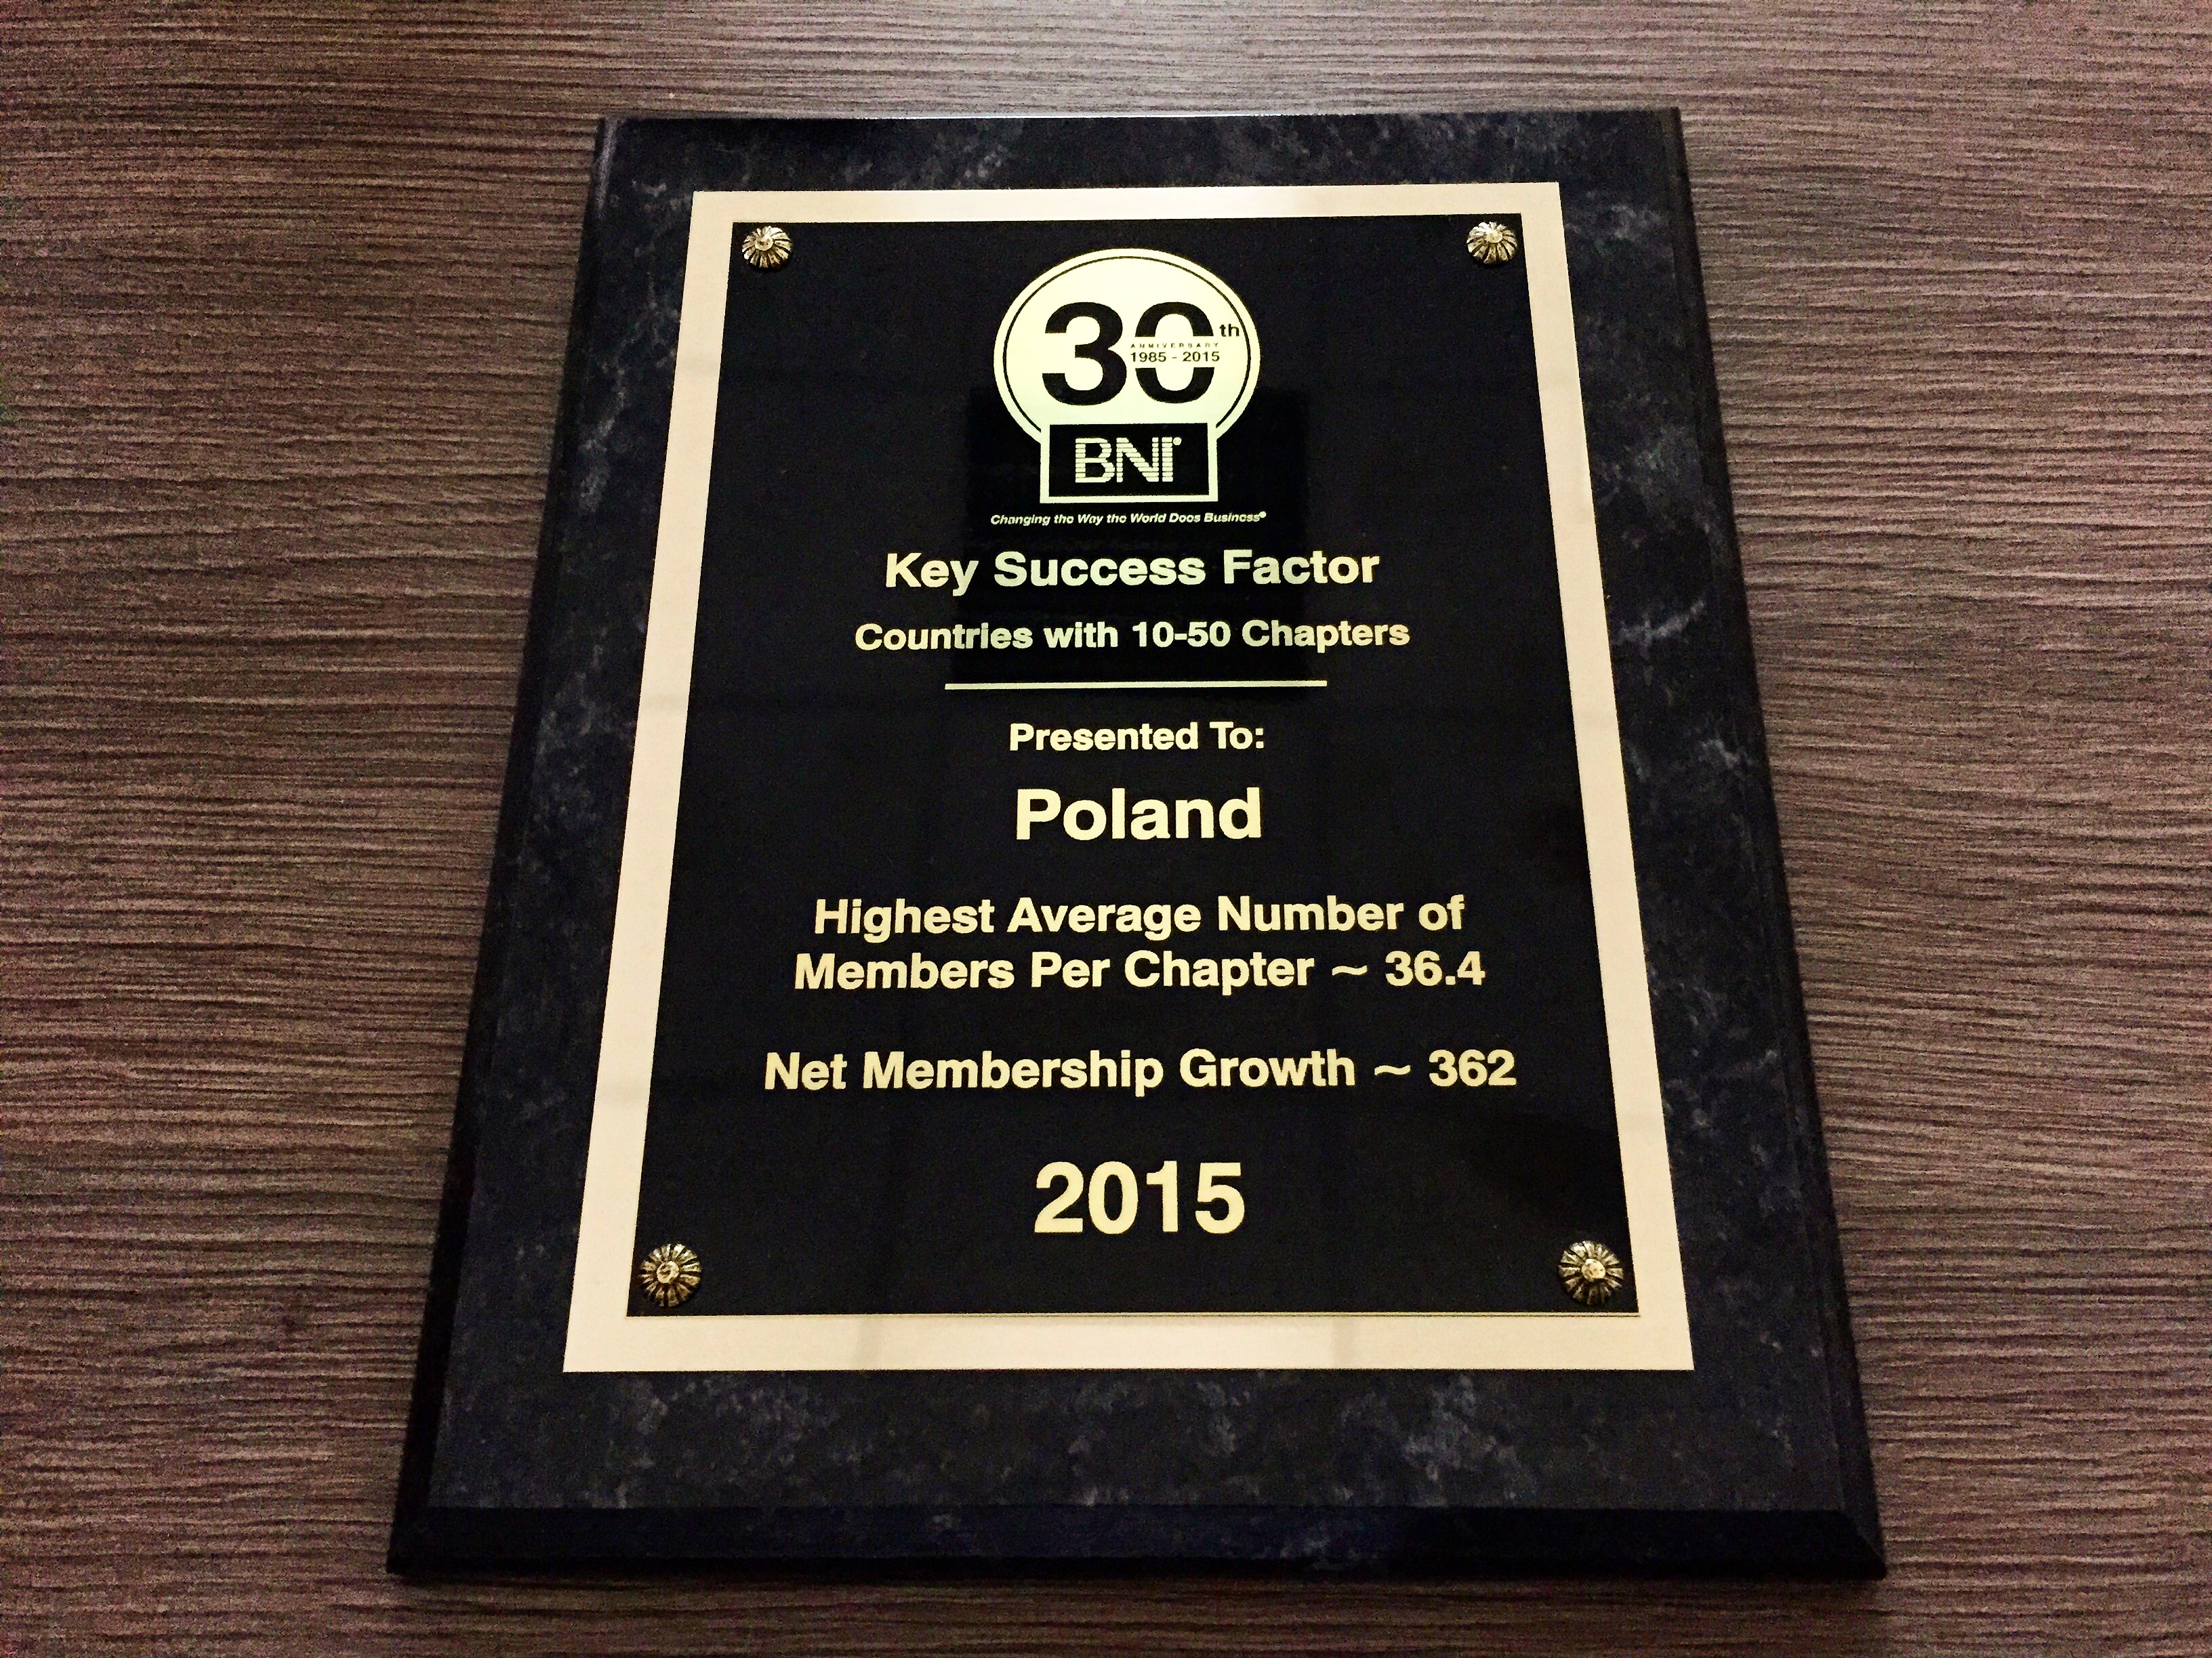 30th
ANNIVERSARY
1985 - 2015
BNI®
Changing the Way the World Does Business®
Key Success Factor
Countries with 10-50 Chapters
Presented To:
Poland
Highest Average Number of
Members Per Chapter ~ 36.4
Net Membership Growth ~ 362
2015